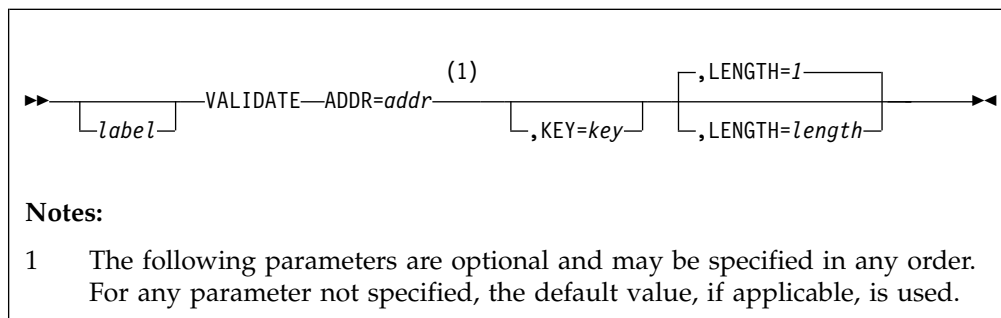 (1)
,LENGTH=1
VALIDATE ADDR=addr
label
,KEY=key
,LENGTH=length
Notes:
1 The following parameters are optional and may be specified in any order.
For any parameter not specified, the default value, if applicable, is used.